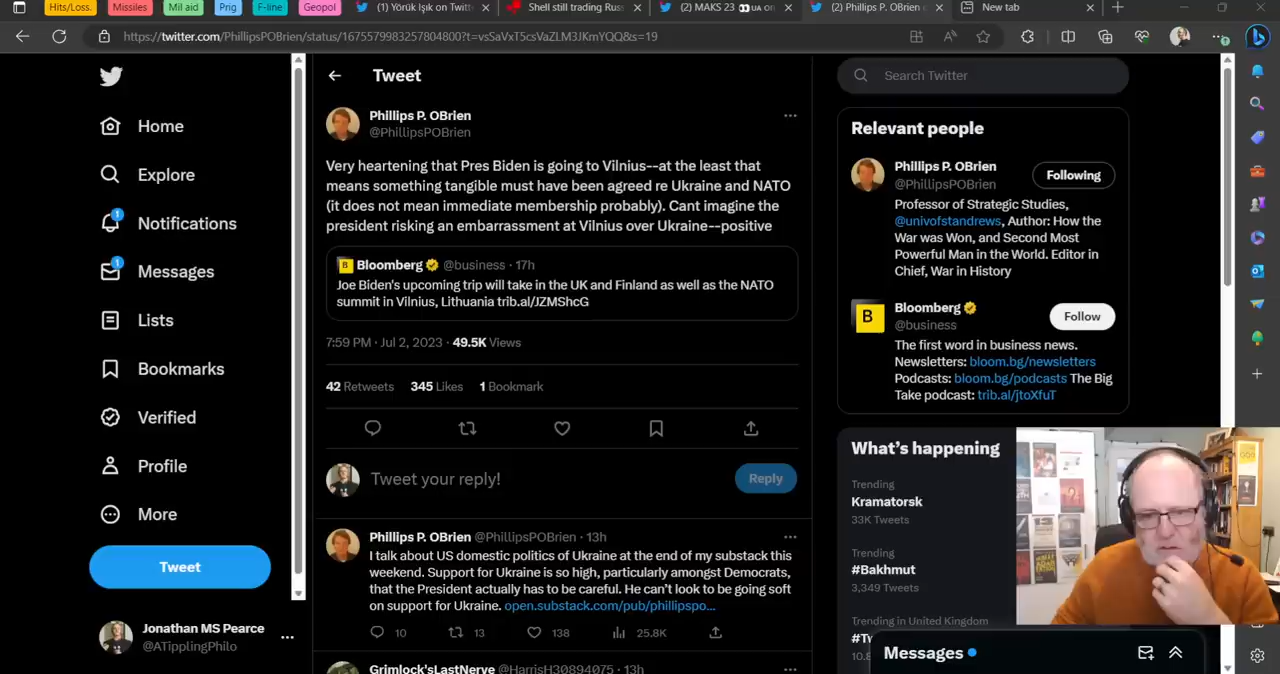 Hits/Loss.
Missiles
Mil aid
Prig
F-line
Geopol
(1) Yörük Işık on Twitt
Shell still trading Rus
(2) MAKS 23 👀UA on
(2) Phillips P. OBrien
New tab
https://twitter.com/PhillipsPOBrien/status/1675579983257804800?t=vsSaVxT5csVaZLM3JKmYQQ&s=19
Home
Explore
1
Notifications
1
Messages
Lists
Bookmarks
Verified
Profile
More
Tweet
Jonathan MS Pearce
@ATipplingPhilo
Tweet
Phillips P. OBrien
@PhillipsPOBrien
Very heartening that Pres Biden is going to Vilnius--at the least that
means something tangible must have been agreed re Ukraine and NATO
(it does not mean immediate membership probably). Cant imagine the
president risking an embarrassment at Vilnius over Ukraine--positive
B Bloomberg @business · 17h
Joe Biden's upcoming trip will take in the UK and Finland as well as the NATO
summit in Vilnius, Lithuania trib.al/JZMShcG
7:59 PM · Jul 2, 2023 · 49.5K Views
42 Retweets 345 Likes 1 Bookmark
Tweet your reply!
Reply
Phillips P. OBrien @PhillipsPOBrien · 13h
I talk about US domestic politics of Ukraine at the end of my substack this
weekend. Support for Ukraine is so high, particularly amongst Democrats,
that the President actually has to be careful. He can't look to be going soft
on support for Ukraine. open.substack.com/pub/phillipspo...
10 13 138 25.8K
Grimlock'sLastNerve @HarrisH30894075 · 13h
Search Twitter
Relevant people
Phillips P. OBrien
@PhillipsPOBrien
Following
Professor of Strategic Studies,
@univofstandrews, Author: How the
War was Won, and Second Most
Powerful Man in the World. Editor in
Chief, War in History
B
Bloomberg
@business
Follow
The first word in business news.
Newsletters: bloom.bg/newsletters
Podcasts: bloom.bg/podcasts The Big
Take podcast: trib.al/jtoXfuT
What's happening
Trending
Kramatorsk
33K Tweets
Trending
#Bakhmut
3,349 Tweets
Trending in United Kingdom
Messages